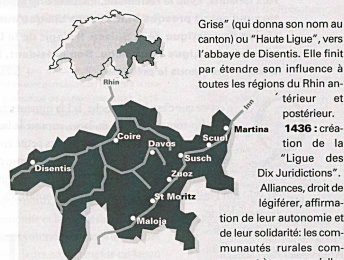 Grise" (qui donna son nom au
canton) ou "Haute Ligue", vers
l'abbaye de Disentis. Elle finit
par étendre son influence à
toutes les régions du Rhin an-
térieur et
postérieur.
1436 : créa-
tion de la
"Ligue des
Dix Juridictions".
Alliances, droit de
légiférer, affirma-
tion de leur autonomie et
de leur solidarité: les com-
munautés rurales com-
Rhin
Inn
Martina
Coire
Scuol
Davos
Susch
Disentis
Zuoz
St Moritz
Maloja